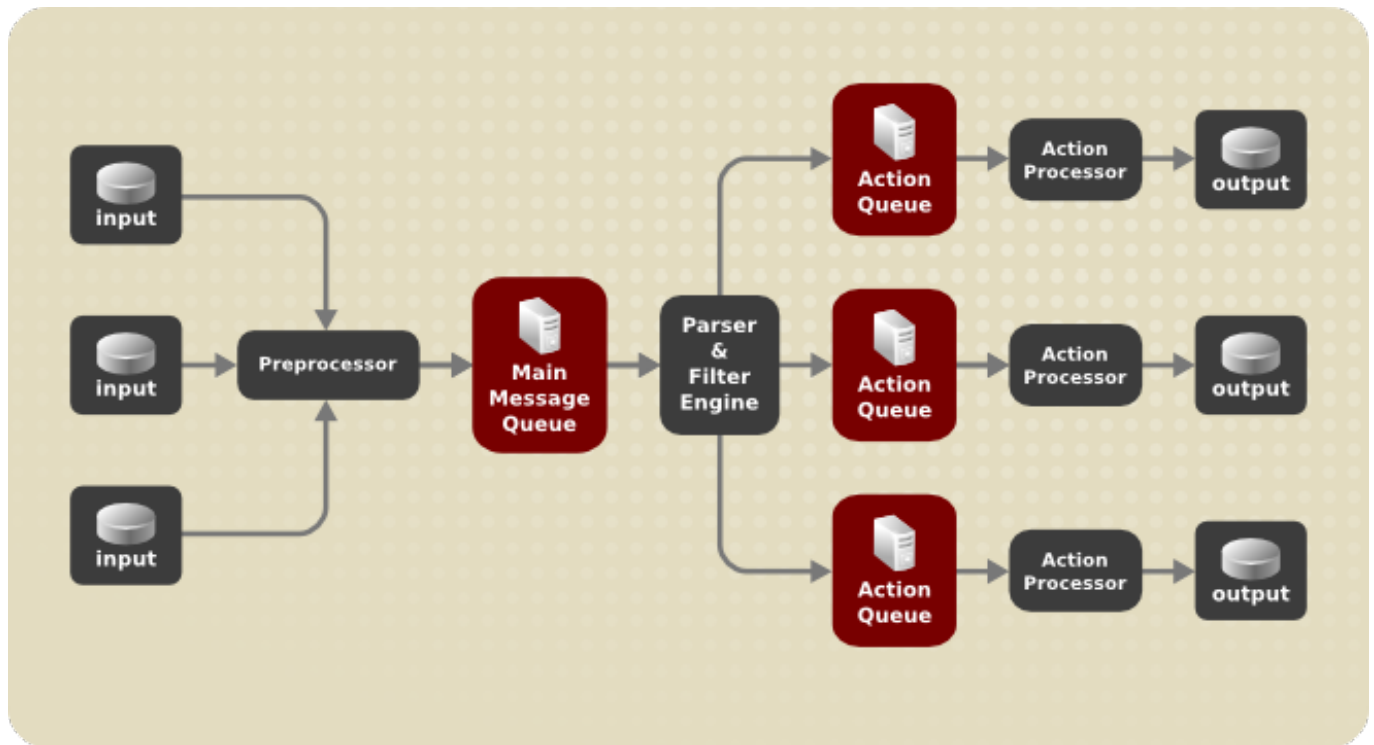 input
input
input
Preprocessor
Main
Message
Queue
Parser
&
Filter
Engine
Action
Queue
Action
Processor
output
Action
Queue
Action
Processor
output
Action
Queue
Action
Processor
output